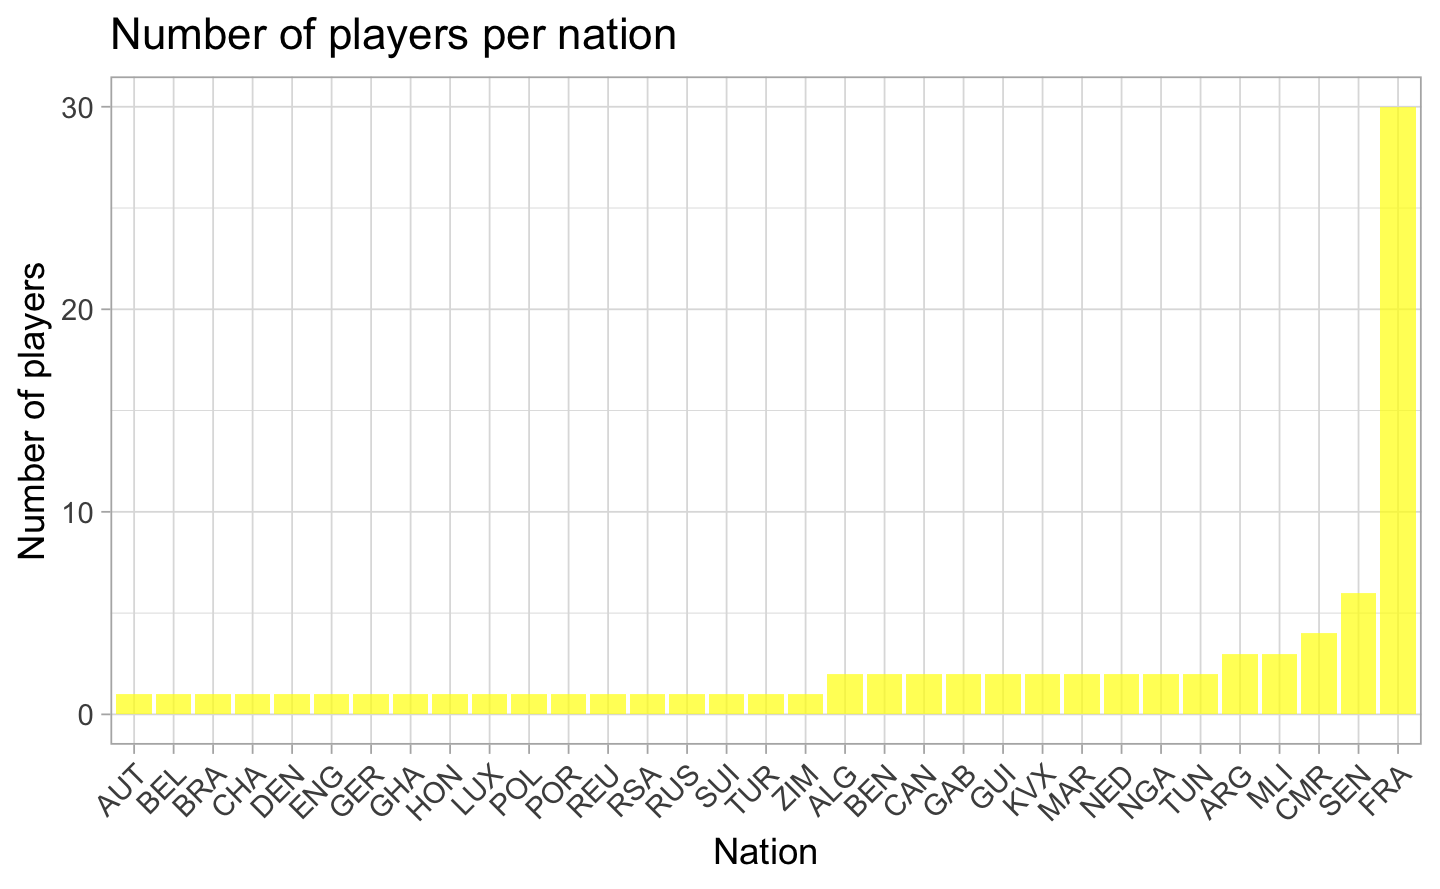 Number of players per nation
Number of players
30
20
10
0
AUT BEL BRA CHA DEN ENG GER GHA HON LUX POL POR REU RSA RUS SUI TUR ZIM ALG BEN CAN GAB GUI KVX MAR NED NGA TUN ARG MLI CMR SEN FRA
Nation